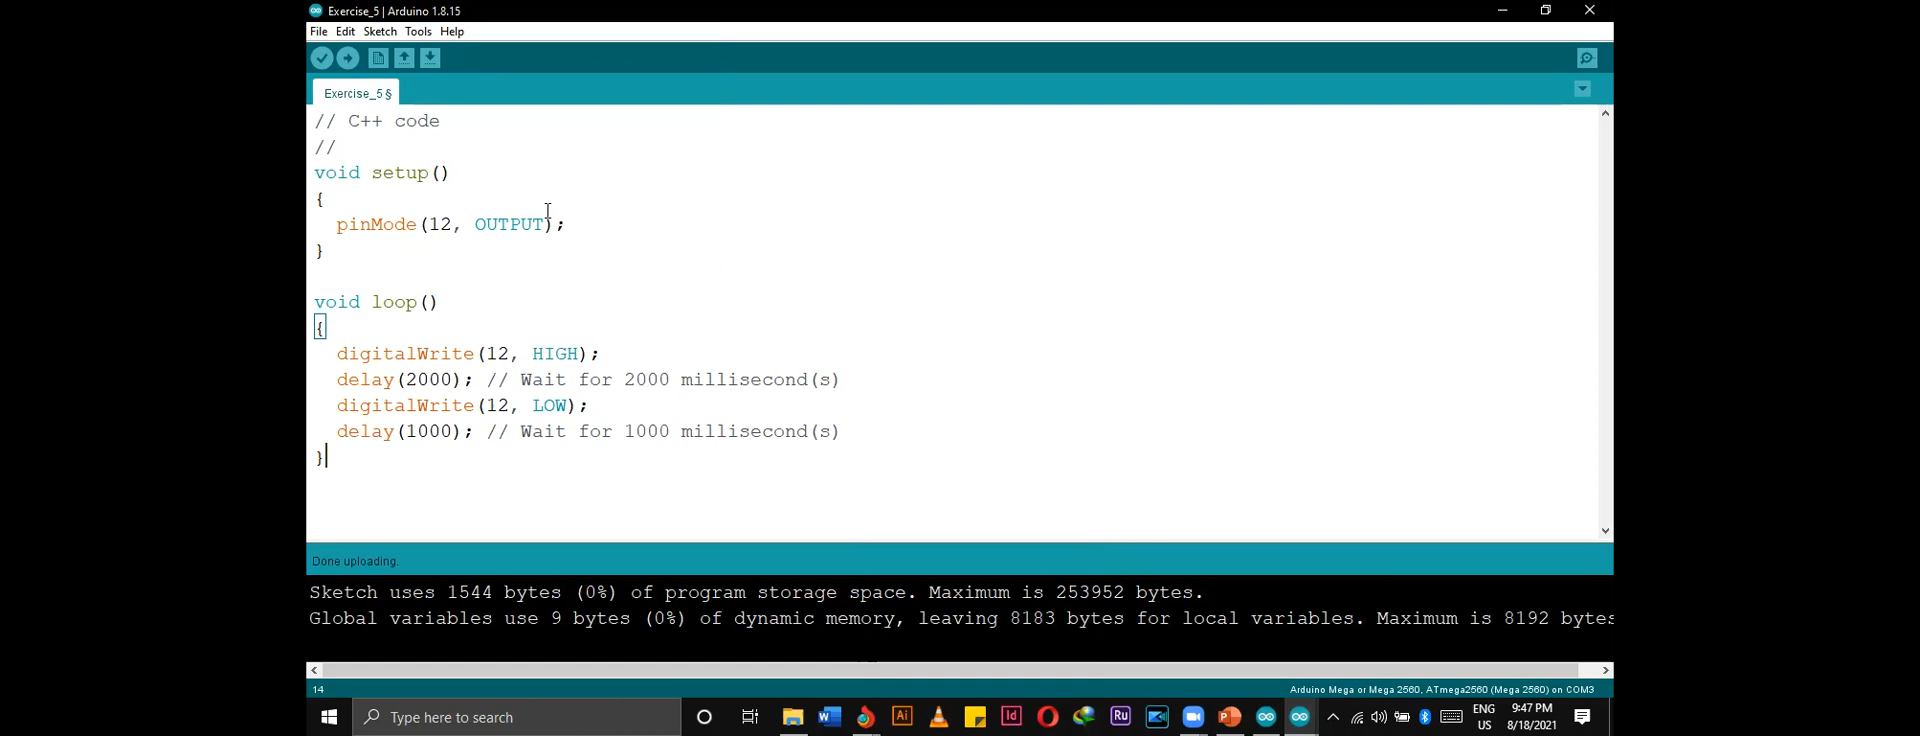 Exercise_5 | Arduino 1.8.15
File Edit Sketch Tools Help
Exercise_5 §
// C++ code
//
void setup()
{
  pinMode(12, OUTPUT);
}
void loop()
{
  digitalWrite(12, HIGH);
  delay(2000); // Wait for 2000 millisecond(s)
  digitalWrite(12, LOW);
  delay(1000); // Wait for 1000 millisecond(s)
}
Done uploading.
Sketch uses 1544 bytes (0%) of program storage space. Maximum is 253952 bytes.
Global variables use 9 bytes (0%) of dynamic memory, leaving 8183 bytes for local variables. Maximum is 8192 bytes
14
Arduino Mega or Mega 2560, ATmega2560 (Mega 2560) on COM3
Type here to search
Ai
Id
Ru
ENG
US
9:47 PM
8/18/2021